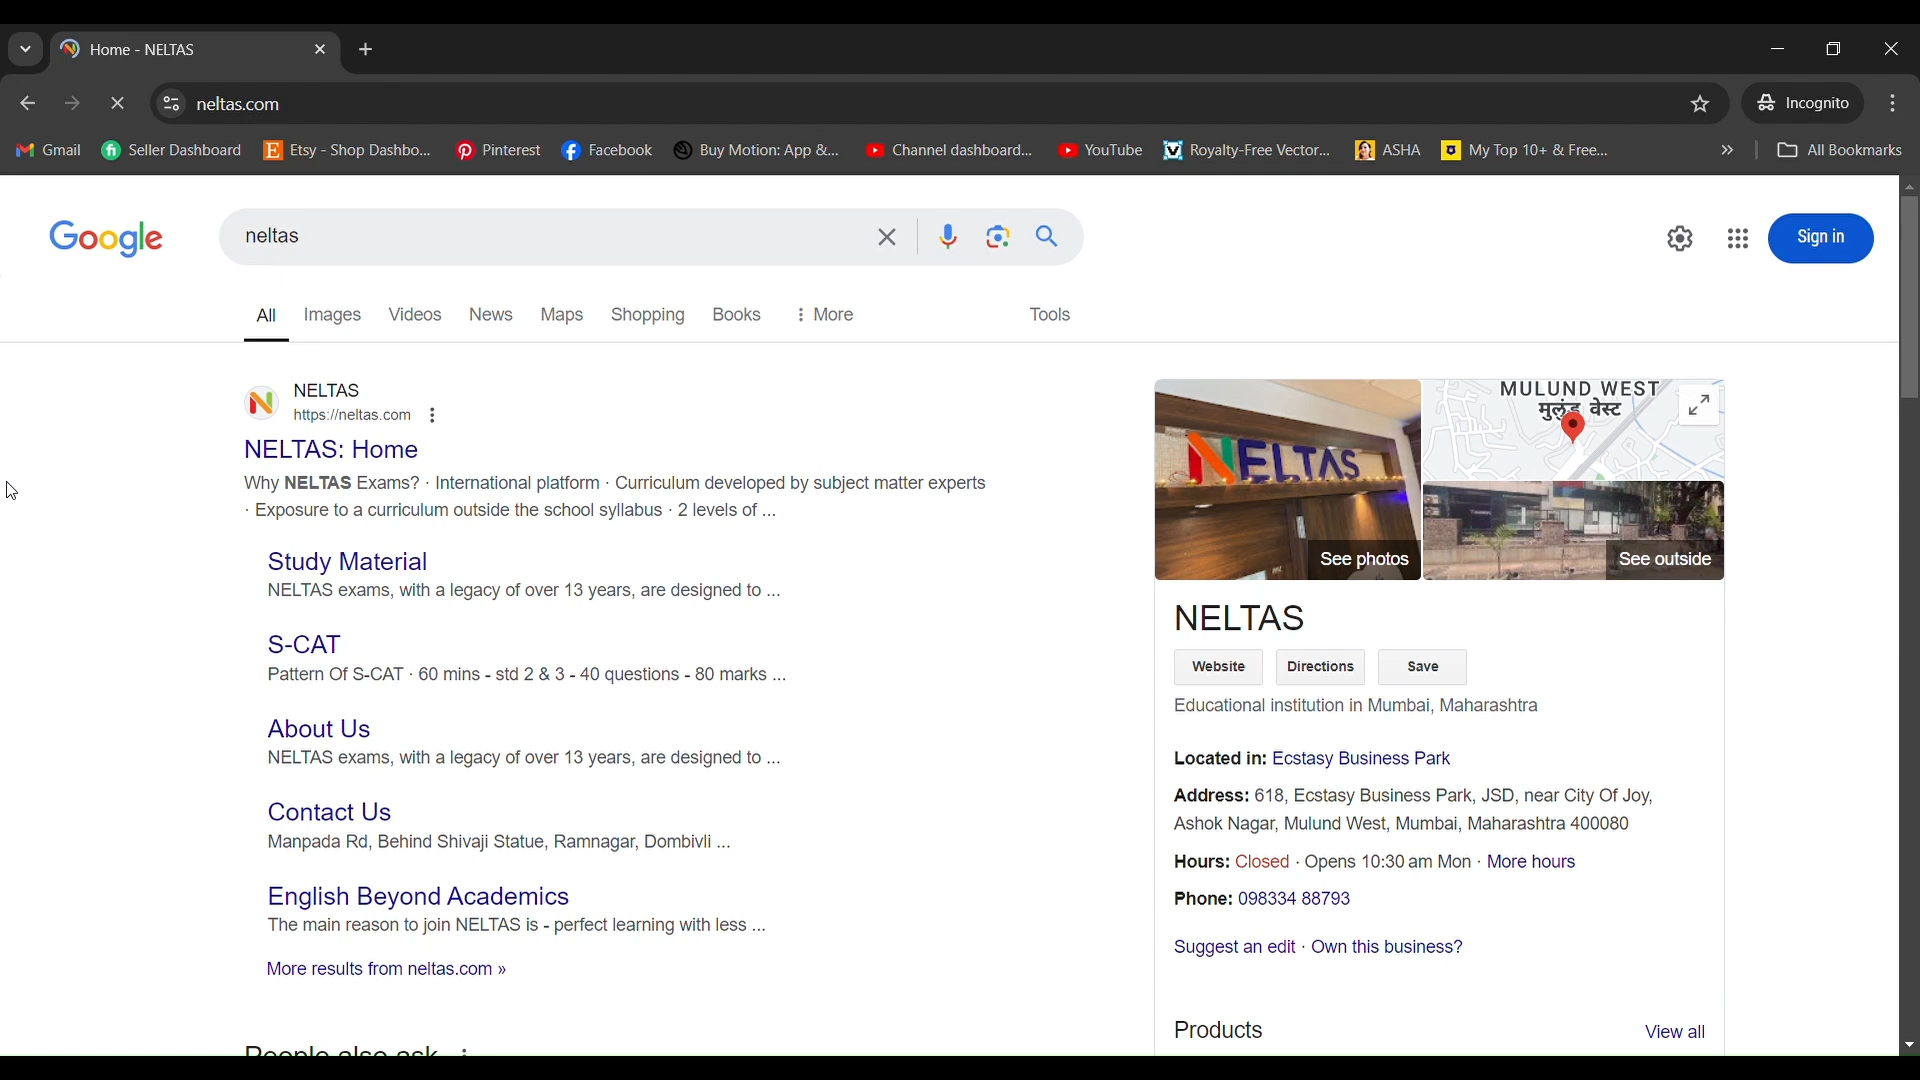 Home - NELTAS
neltas.com
Incognito
Gmail
Seller Dashboard
Etsy - Shop Dashbo...
Pinterest
Facebook
Buy Motion: App &...
Channel dashboard...
YouTube
Royalty-Free Vector...
ASHA
My Top 10+ & Free...
»
All Bookmarks
Google
neltas
Sign in
All
Images
Videos
News
Maps
Shopping
Books
More
Tools
NELTAS
https://neltas.com
NELTAS: Home
Why NELTAS Exams? · International platform · Curriculum developed by subject matter experts
· Exposure to a curriculum outside the school syllabus · 2 levels of ...
Study Material
NELTAS exams, with a legacy of over 13 years, are designed to ...
S-CAT
Pattern Of S-CAT · 60 mins - std 2 & 3 - 40 questions - 80 marks ...
About Us
NELTAS exams, with a legacy of over 13 years, are designed to ...
Contact Us
Manpada Rd, Behind Shivaji Statue, Ramnagar, Dombivli ...
English Beyond Academics
The main reason to join NELTAS is - perfect learning with less ...
More results from neltas.com »
People also ask
NELTAS
See photos
MULUND WEST
मुलुंड वेस्ट
See outside
NELTAS
Website
Directions
Save
Educational institution in Mumbai, Maharashtra
Located in: Ecstasy Business Park
Address: 618, Ecstasy Business Park, JSD, near City Of Joy,
Ashok Nagar, Mulund West, Mumbai, Maharashtra 400080
Hours: Closed · Opens 10:30 am Mon · More hours
Phone: 098334 88793
Suggest an edit · Own this business?
Products
View all